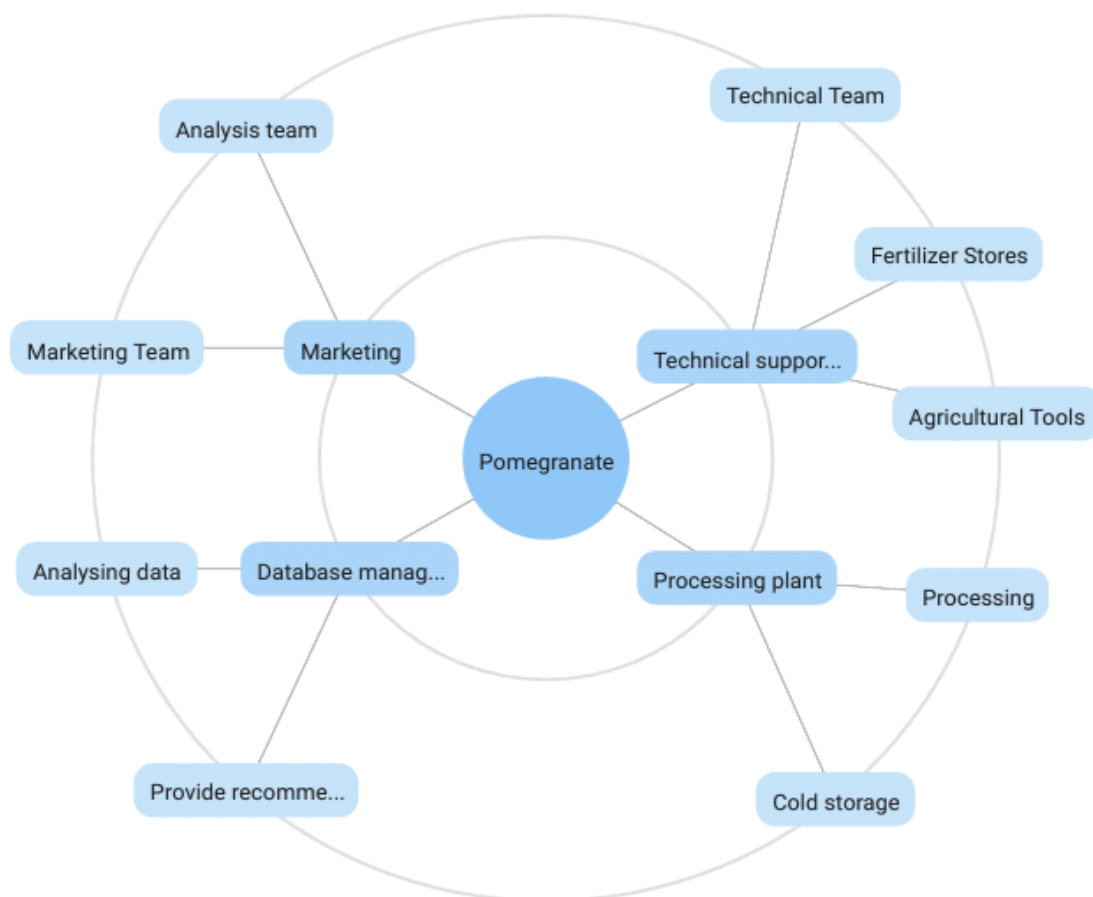 Technical Team
Analysis team
Fertilizer Stores
Marketing Team
Marketing
Technical suppor...
Agricultural Tools
Pomegranate
Analysing data
Database manag...
Processing plant
Processing
Provide recomme...
Cold storage